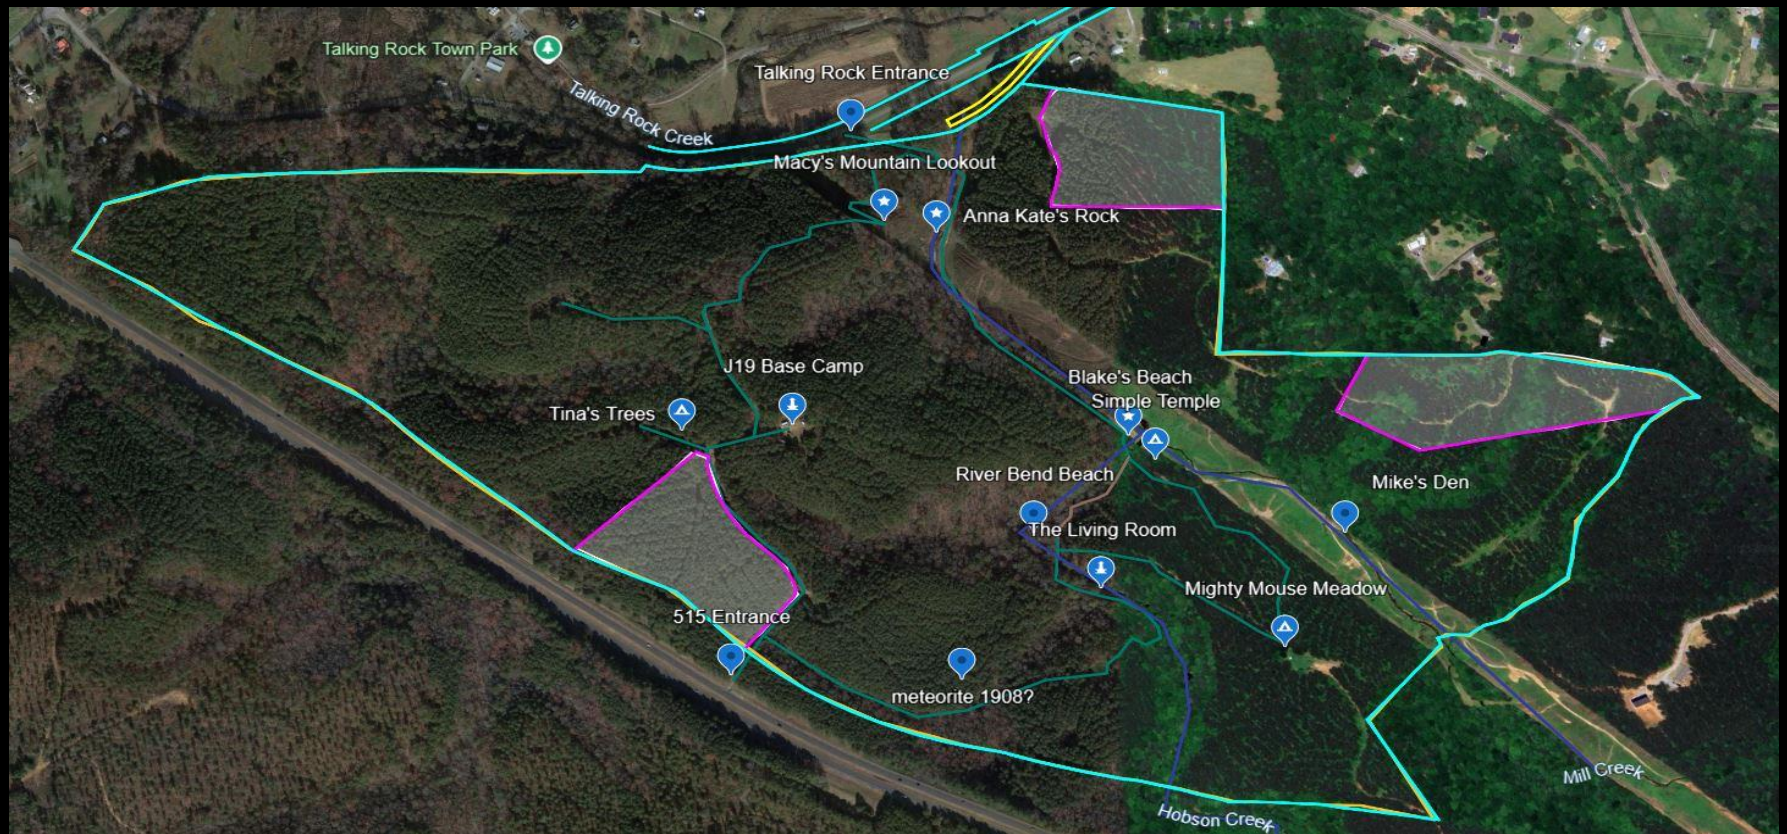 Talking Rock Town Park
Talking Rock Entrance
Talking Rock Creek
Macy's Mountain Lookout
Anna Kate's Rock
J19 Base Camp
Blake's Beach
Simple Temple
Tina's Trees
River Bend Beach
Mike's Den
The Living Room
Mighty Mouse Meadow
515 Entrance
meteorite 1908?
Mill Creek
Hobson Creek